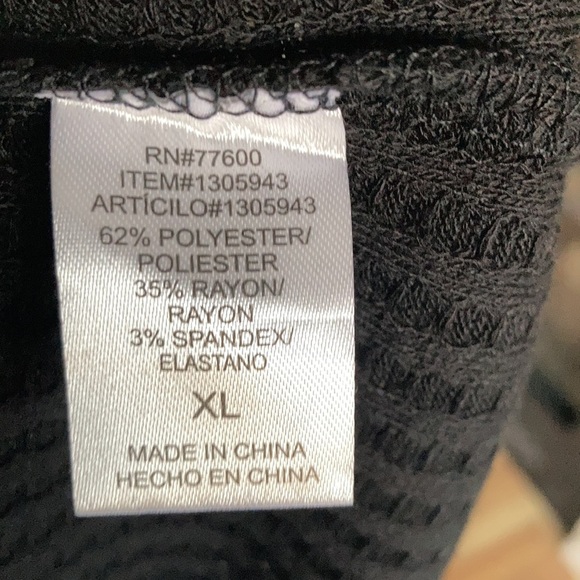 RN#77600
ITEM#1305943
ARTÍCILO#1305943
62% POLYESTER/
POLIESTER
35% RAYON/
RAYON
3% SPANDEX/
ELASTANO
XL
MADE IN CHINA
HECHO EN CHINA